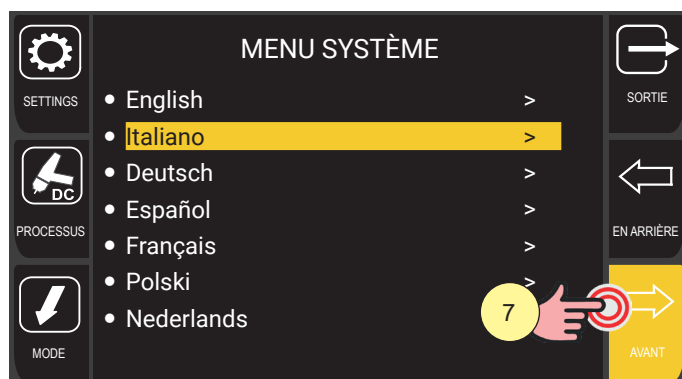 MENU SYSTÈME
SETTINGS
DC
PROCESSUS
MODE
• English >
• Italiano >
• Deutsch >
• Español >
• Français >
• Polski >
• Nederlands
7
SORTIE
EN ARRIÈRE
AVANT